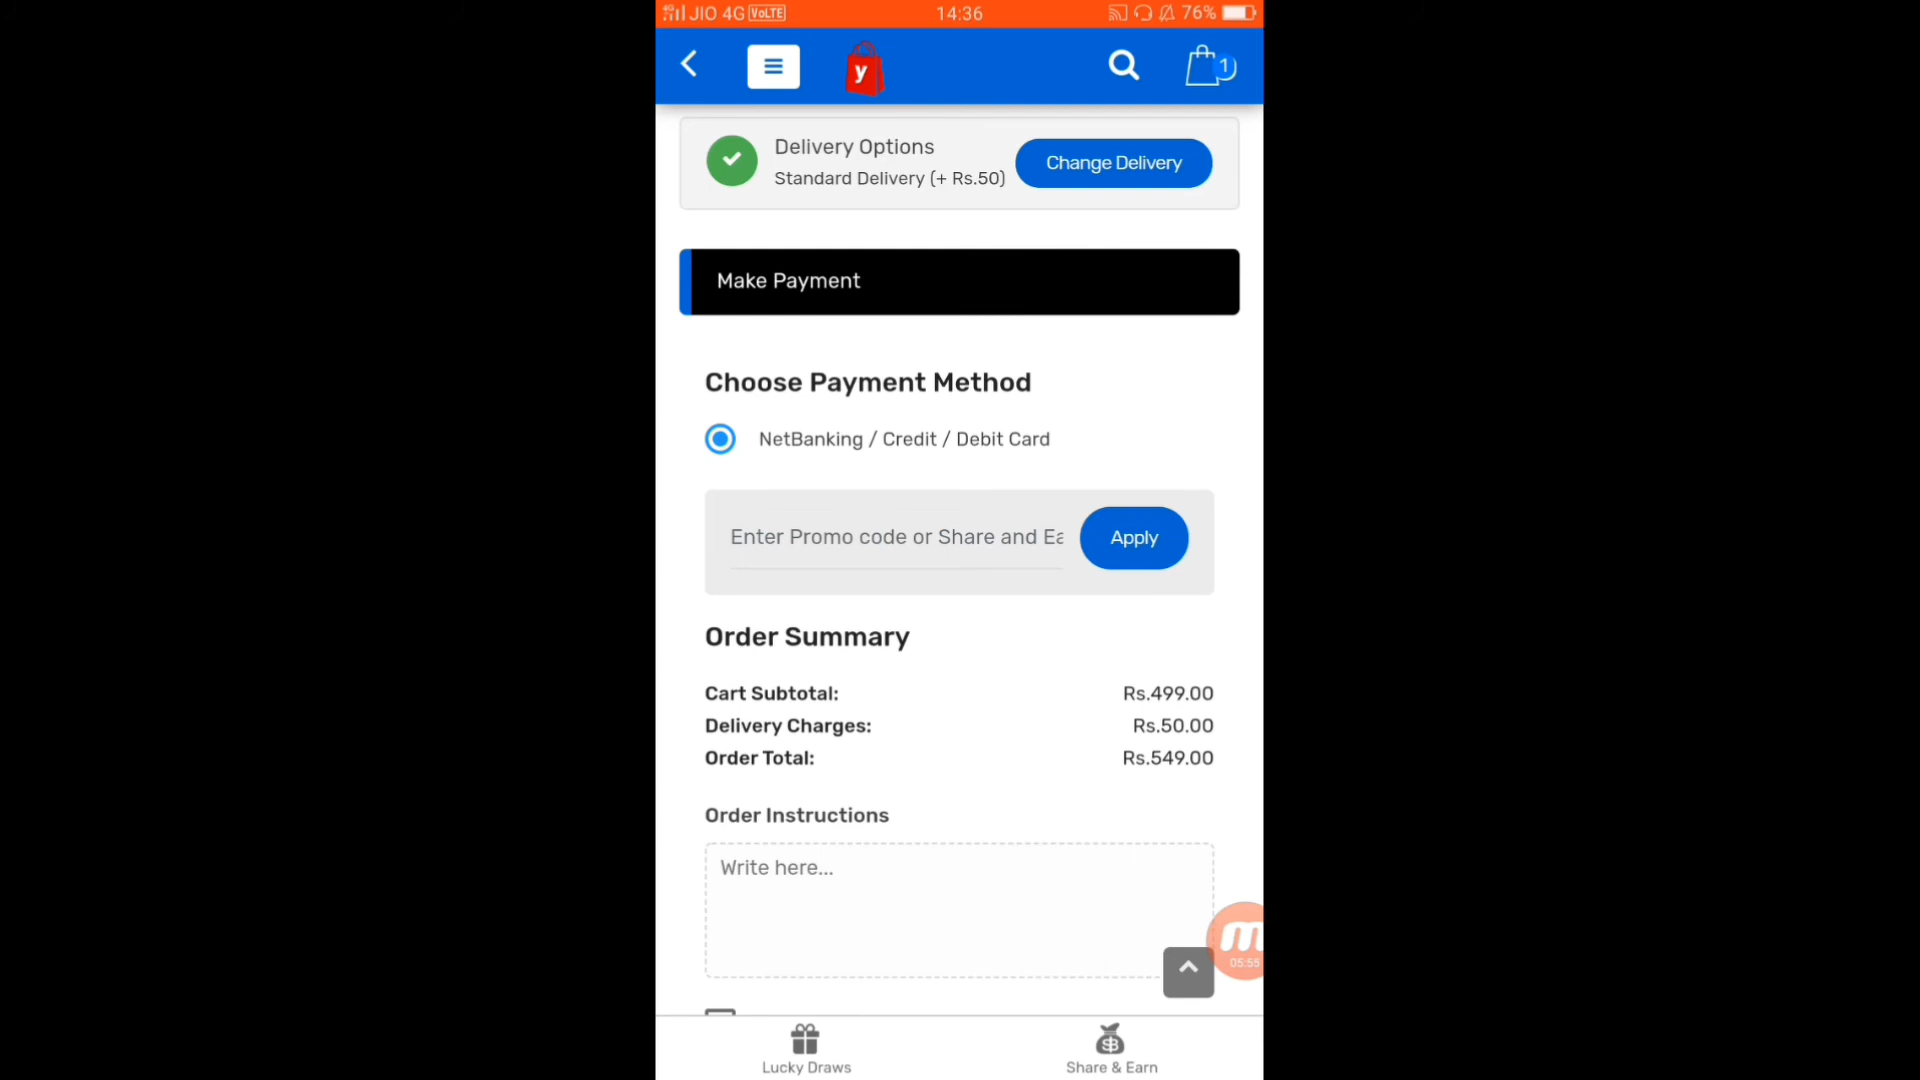 JIO 4G VoLTE 14:36 76%
y 1
Delivery Options
Standard Delivery (+ Rs.50)
Change Delivery
Make Payment
Choose Payment Method
NetBanking / Credit / Debit Card
Enter Promo code or Share and Ea
Apply
Order Summary
Cart Subtotal: Rs.499.00
Delivery Charges: Rs.50.00
Order Total: Rs.549.00
Order Instructions
Write here...
05:55
Lucky Draws
Share & Earn